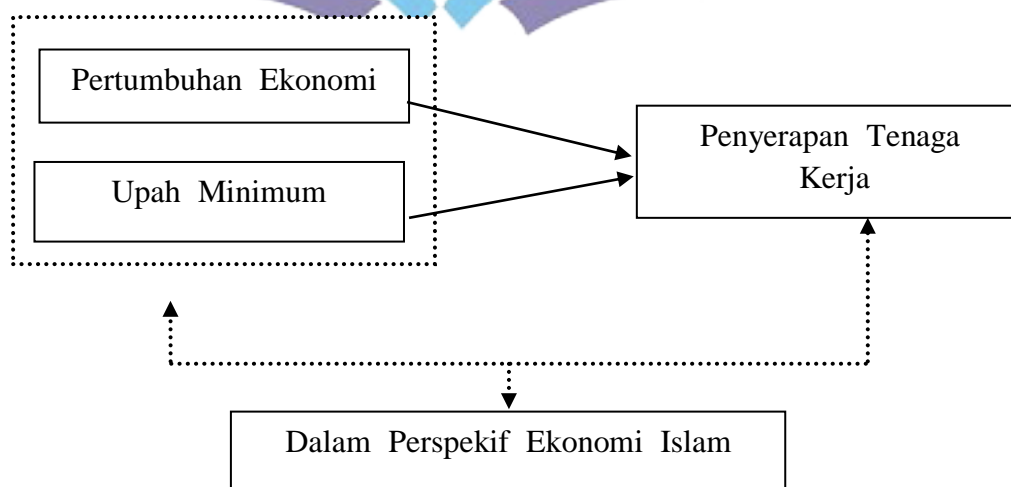 Pertumbuhan Ekonomi
Upah Minimum
Penyerapan Tenaga
Kerja
Dalam Perspekif Ekonomi Islam